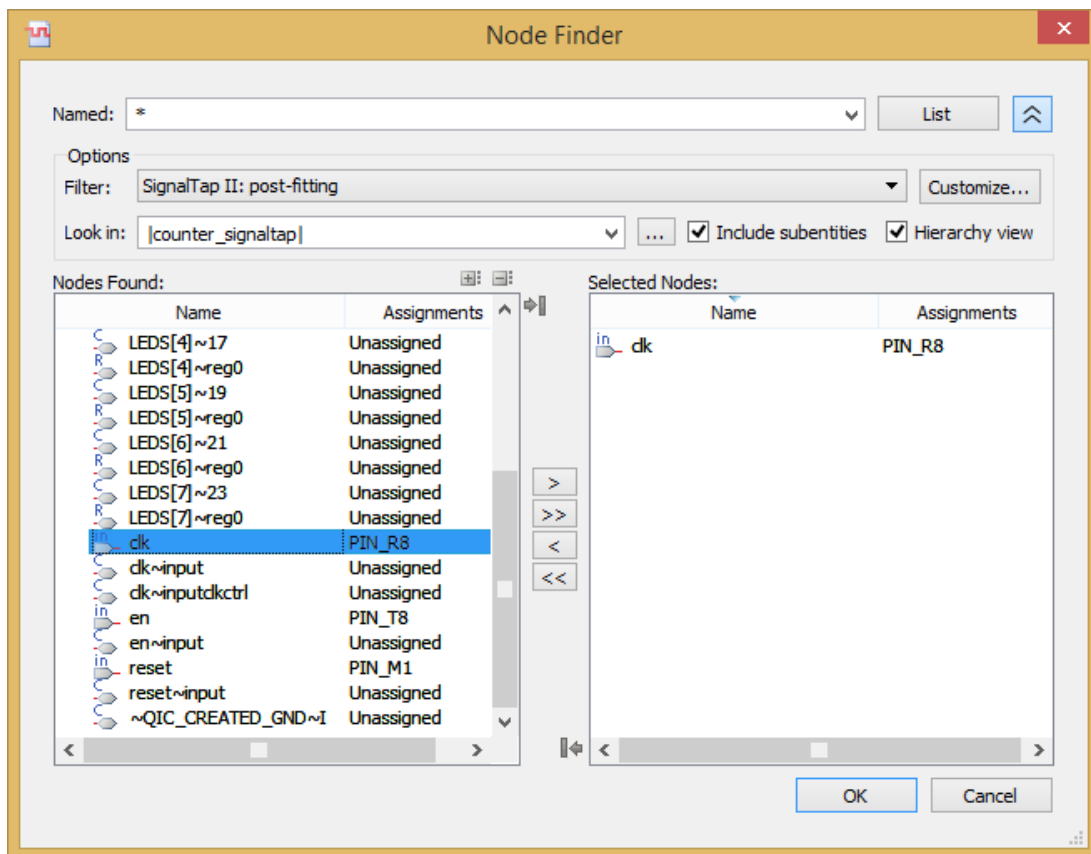 Node Finder
Named: * List
Options
Filter: SignalTap II: post-fitting Customize...
Look in: |counter_signaltap| ... Include subentities Hierarchy view
Nodes Found: Selected Nodes:
Name Assignments Name Assignments
C LEDS[4]~17 Unassigned in clk PIN_R8
R LEDS[4]~reg0 Unassigned
C LEDS[5]~19 Unassigned
R LEDS[5]~reg0 Unassigned
C LEDS[6]~21 Unassigned
R LEDS[6]~reg0 Unassigned
C LEDS[7]~23 Unassigned
R LEDS[7]~reg0 Unassigned
in clk PIN_R8
C clk~input Unassigned
C clk~inputclkctrl Unassigned
in en PIN_T8
C en~input Unassigned
in reset PIN_M1
C reset~input Unassigned
C ~QIC_CREATED_GND~I Unassigned
>
>>
<
<<
OK Cancel